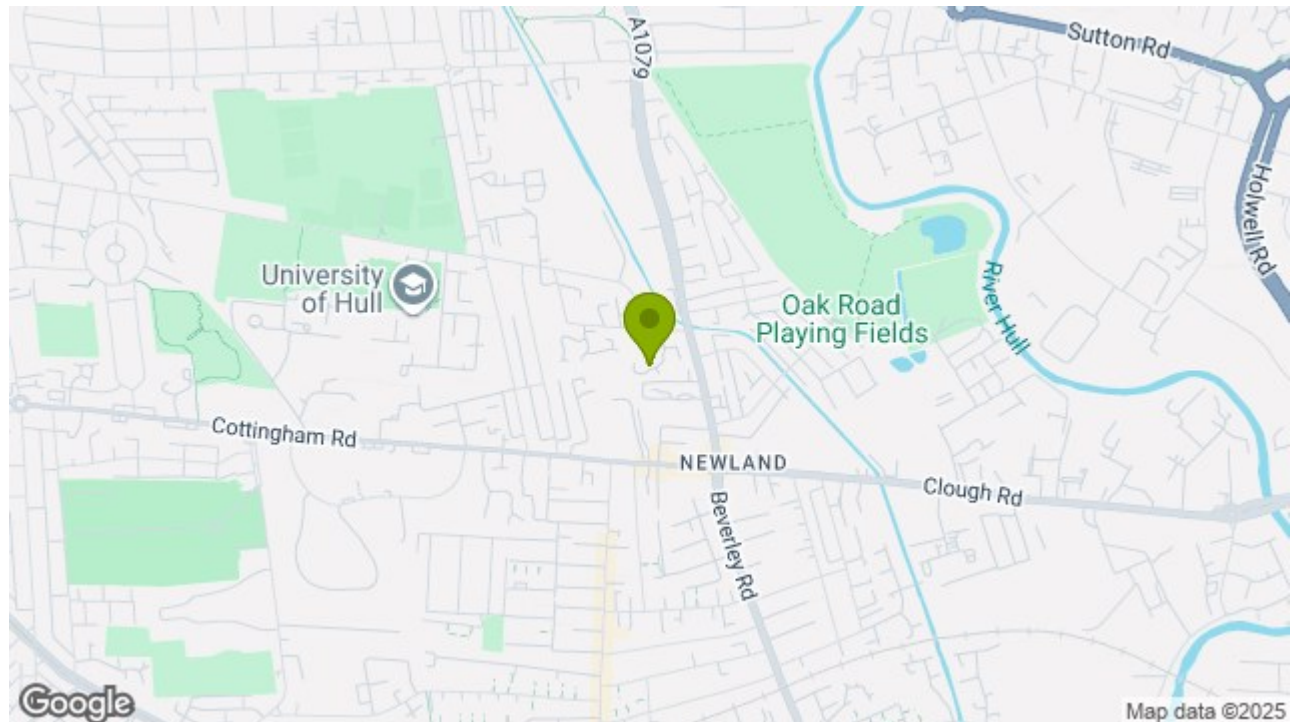 A1079
Sutton Rd
Holwell Rd
University
of Hull
Oak Road
Playing Fields
River Hull
Cottingham Rd
NEWLAND
Clough Rd
Beverley Rd
Google
Map data ©2025